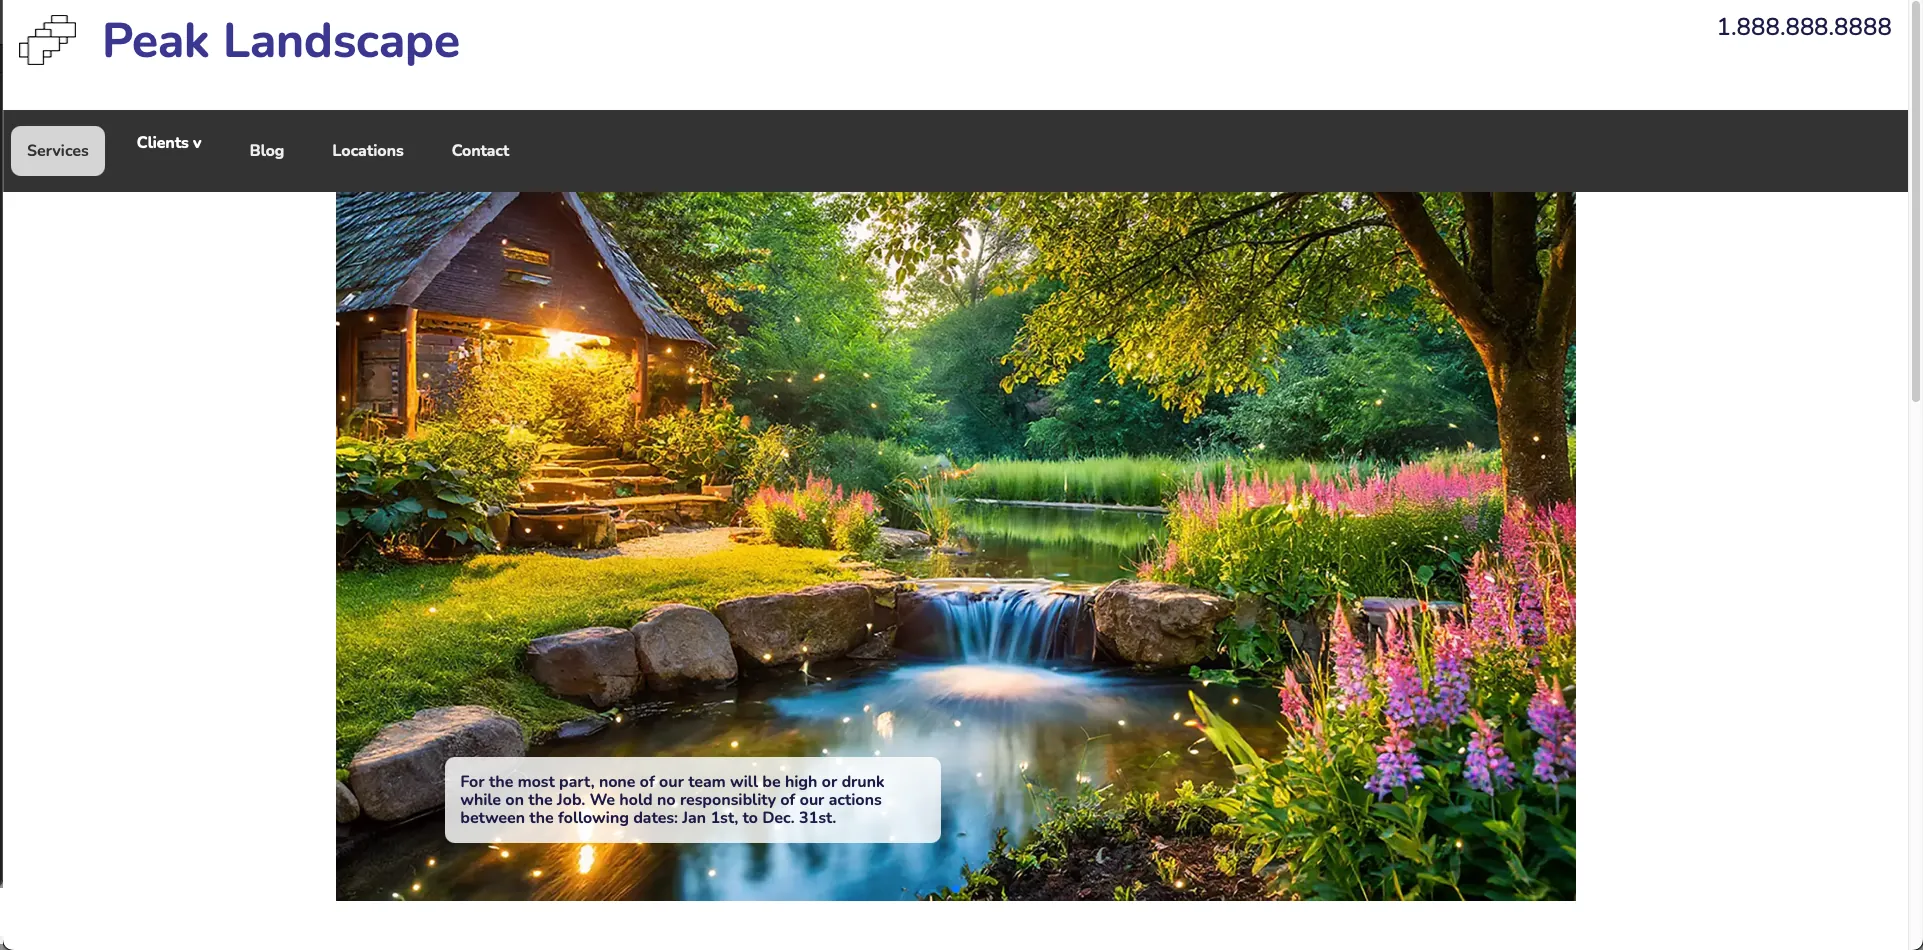 Peak Landscape
1.888.888.8888
Services
Clients v
Blog
Locations
Contact
For the most part, none of our team will be high or drunk
while on the Job. We hold no responsiblity of our actions
between the following dates: Jan 1st, to Dec. 31st.